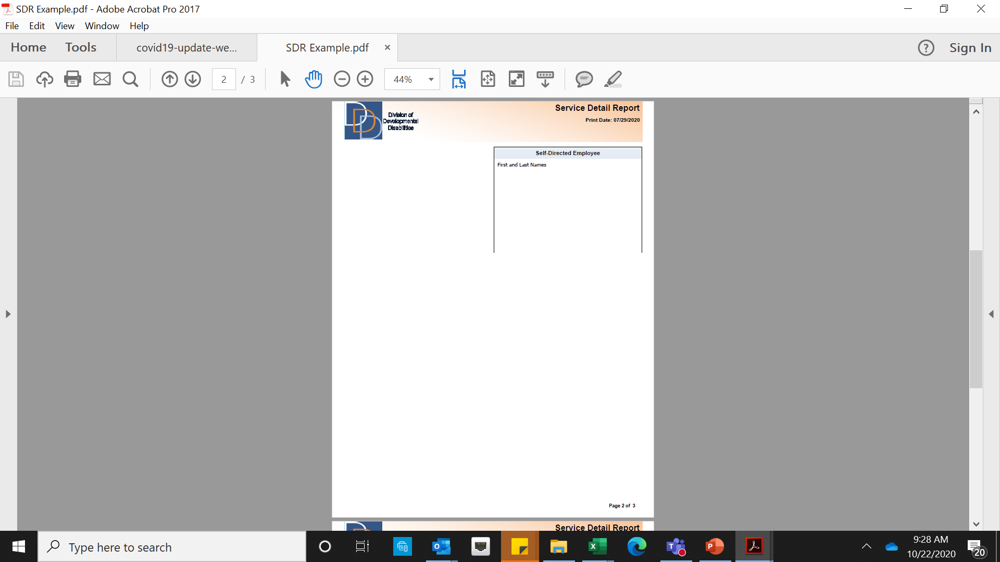 SDR Example.pdf - Adobe Acrobat Pro 2017
File Edit View Window Help
Home Tools covid19-update-we... SDR Example.pdf × ? Sign In
2 / 3 44%
Division of
Developmental
Disabilities
Service Detail Report
Print Date: 07/29/2020
Self-Directed Employee
First and Last Names
Page 2 of 3
Service Detail Report
Type here to search
9:28 AM
10/22/2020
20